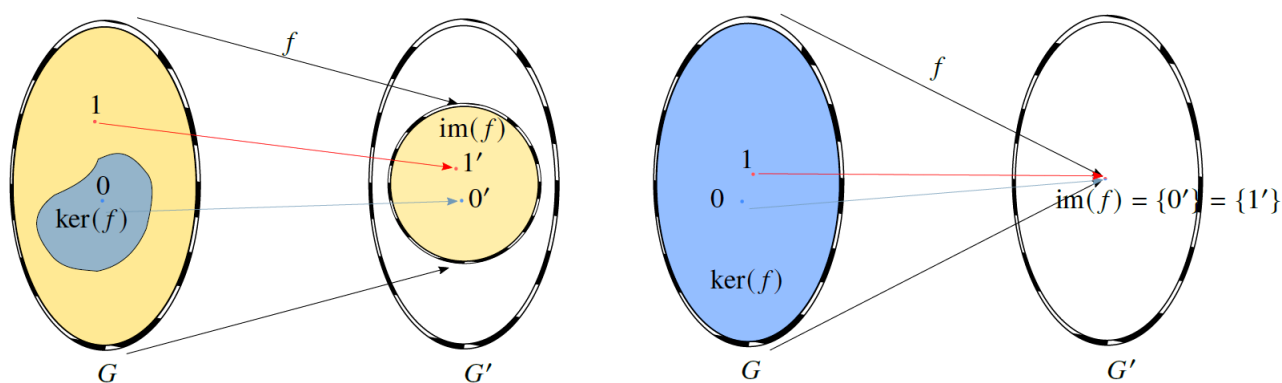 f
1
im(f)
1′
0
0′
ker(f)
G
G′
f
1
0
im(f) = {0′} = {1′}
ker(f)
G
G′